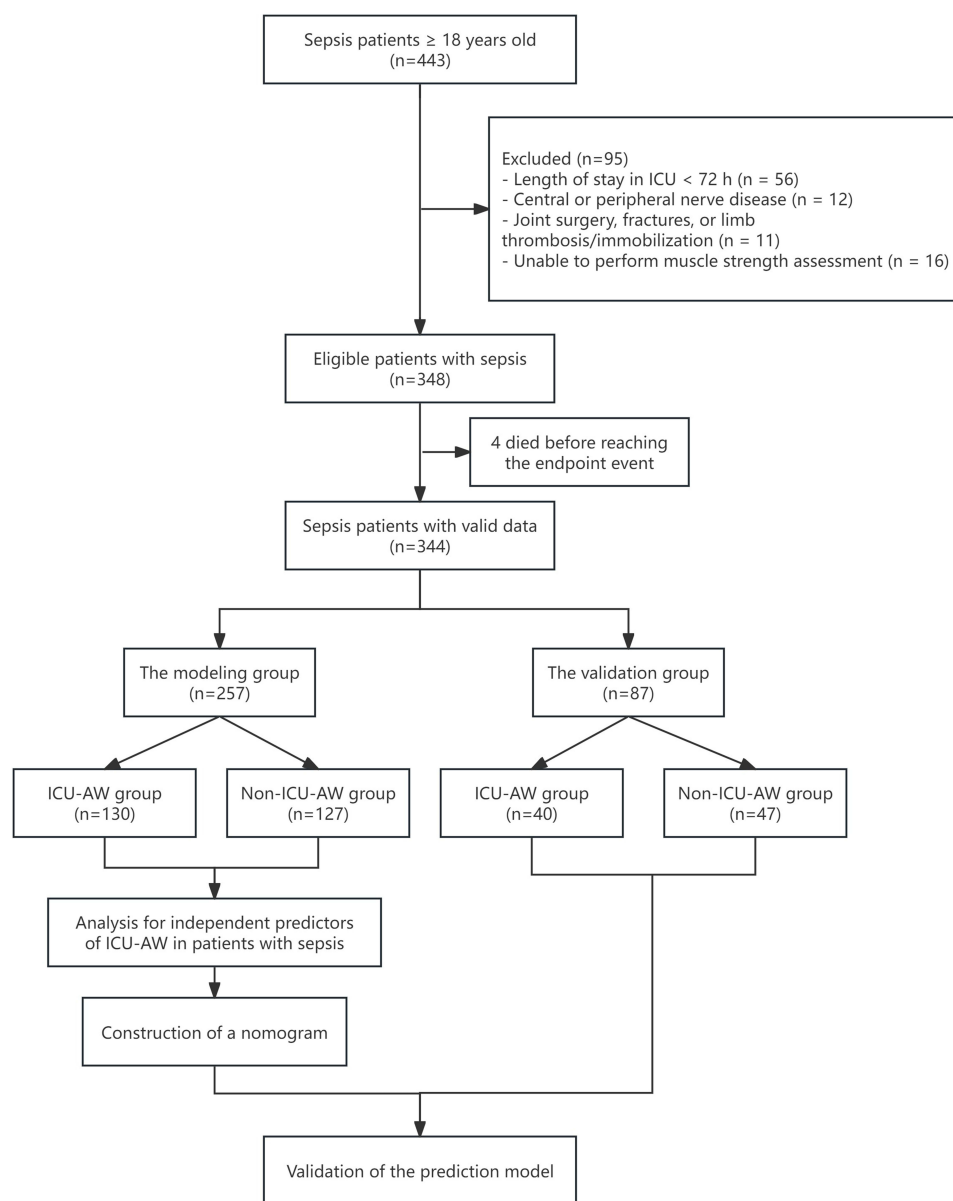 Sepsis patients ≥ 18 years old
(n=443)
Excluded (n=95)
- Length of stay in ICU < 72 h (n = 56)
- Central or peripheral nerve disease (n = 12)
- Joint surgery, fractures, or limb
thrombosis/immobilization (n = 11)
- Unable to perform muscle strength assessment (n = 16)
Eligible patients with sepsis
(n=348)
4 died before reaching
the endpoint event
Sepsis patients with valid data
(n=344)
The modeling group
(n=257)
The validation group
(n=87)
ICU-AW group
(n=130)
Non-ICU-AW group
(n=127)
ICU-AW group
(n=40)
Non-ICU-AW group
(n=47)
Analysis for independent predictors
of ICU-AW in patients with sepsis
Construction of a nomogram
Validation of the prediction model